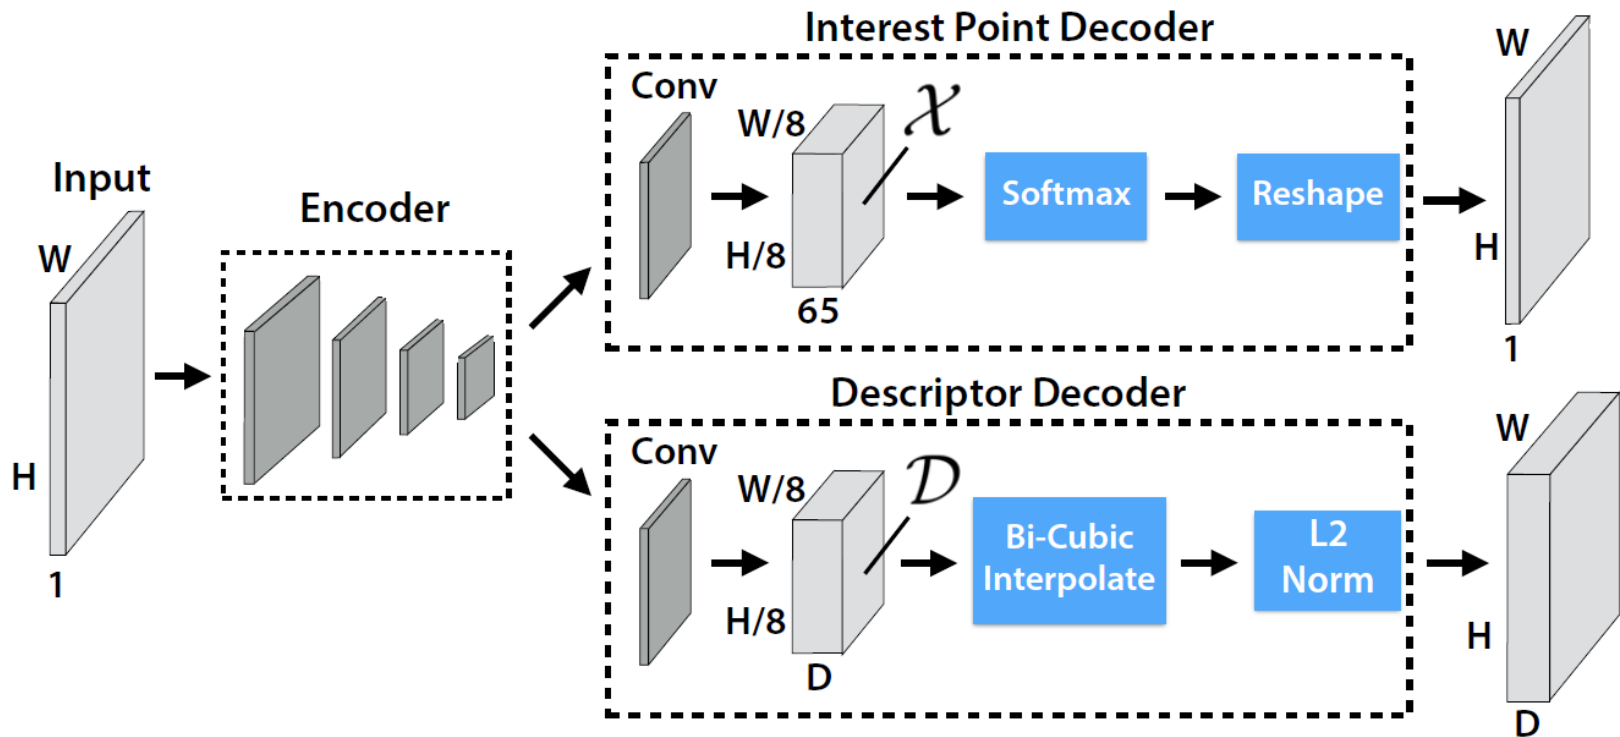 Input
W
H
1
Encoder
Interest Point Decoder
Conv
W/8
H/8
65
𝒳
Softmax
Reshape
W
H
1
Descriptor Decoder
Conv
W/8
H/8
D
𝒟
Bi-Cubic
Interpolate
L2
Norm
W
H
D